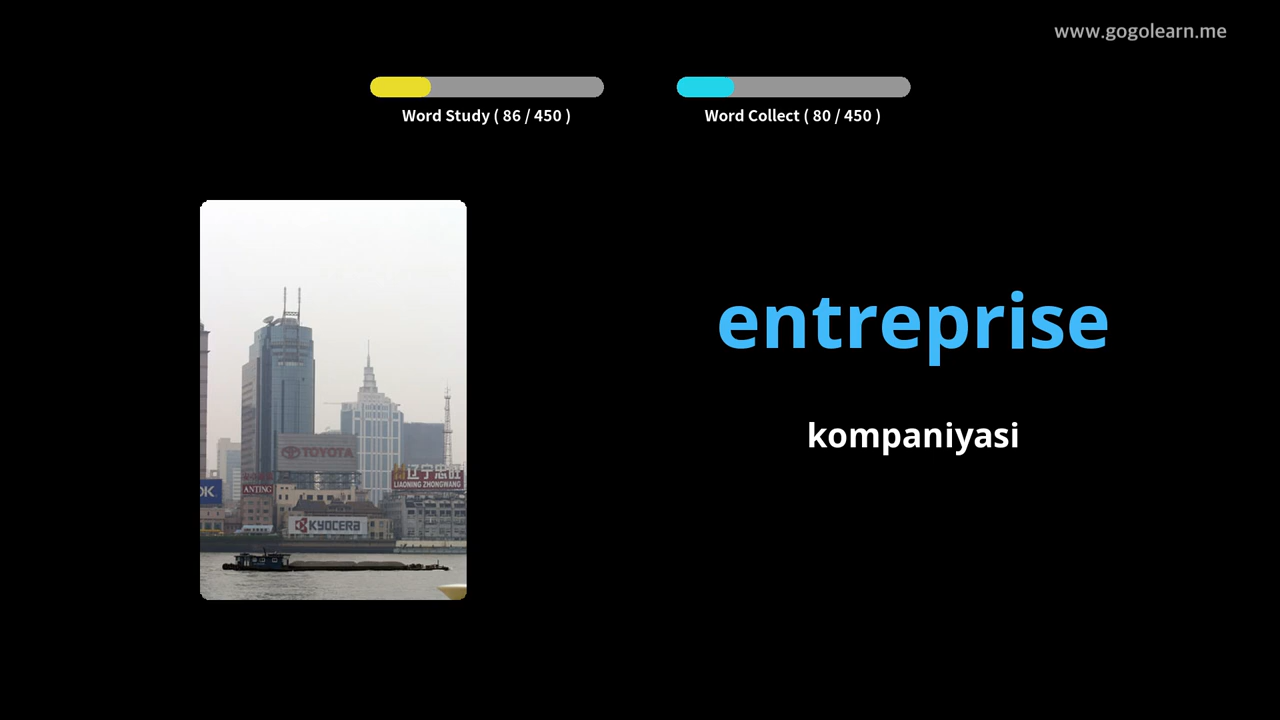 www.gogolearn.me
Word Study ( 86 / 450 )
Word Collect ( 80 / 450 )
entreprise
kompaniyasi
TOYOTA
辽宁忠旺
LIAONING ZHONGWANG
OK
ANTING
KYOCERA